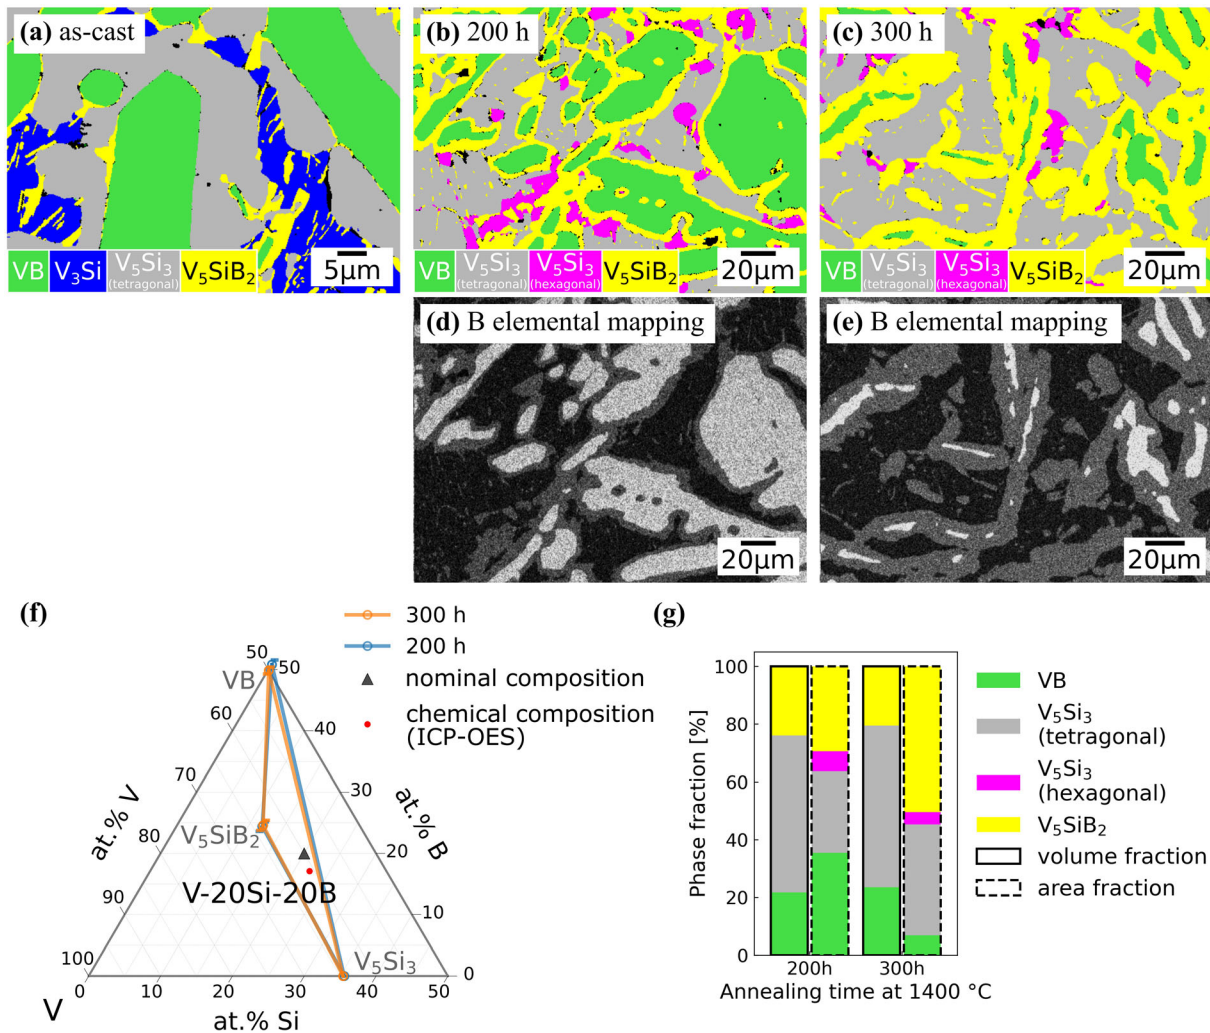 (a) as-cast
(b) 200 h
(c) 300 h
VB V₃Si V₅Si₃ (tetragonal) V₅SiB₂
5μm
VB V₅Si₃ (tetragonal) V₅Si₃ (hexagonal) V₅SiB₂
20μm
VB V₅Si₃ (tetragonal) V₅Si₃ (hexagonal) V₅SiB₂
20μm
(d) B elemental mapping
20μm
(e) B elemental mapping
20μm
(f)
300 h
200 h
nominal composition
chemical composition
(ICP-OES)
50
50
VB
60
40
70
30
at.% V
at.% B
80
V₅SiB₂
20
V-20Si-20B
90
10
100
V₅Si₃
0
V
0 10 20 30 40 50
at.% Si
(g)
100
80
60
40
20
0
Phase fraction [%]
200h 300h
Annealing time at 1400 °C
VB
V₅Si₃
(tetragonal)
V₅Si₃
(hexagonal)
V₅SiB₂
volume fraction
area fraction